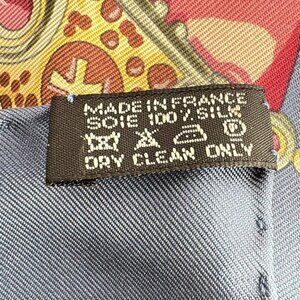 MADE IN FRANCE
SOIE 100% SILK
DRY CLEAN ONLY